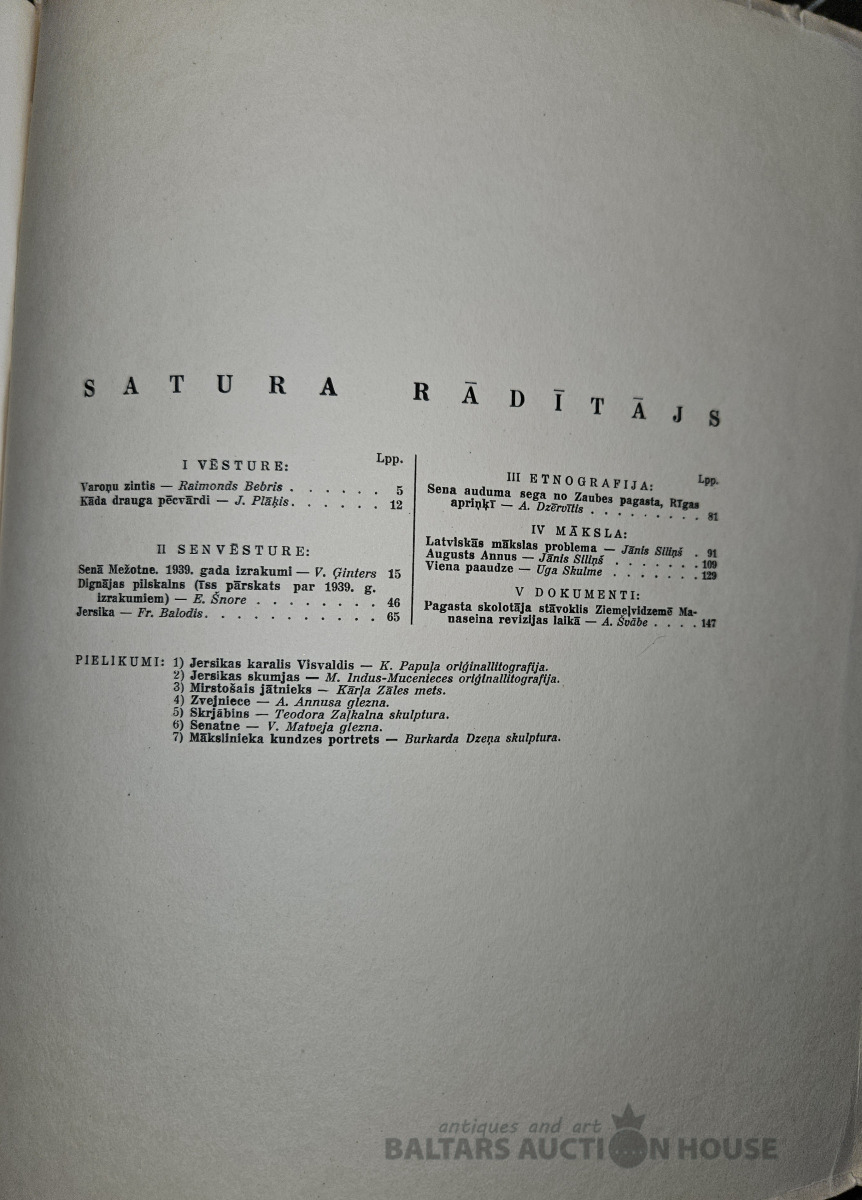 SATURA RĀDĪTĀJS
Lpp.
I VĒSTURE:
Varoņu zintis — Raimonds Bebris . . . . . . 5
Kāda drauga pēcvārdi — J. Plāķis. . . . . . 12
II SENVĒSTURE:
Senā Mežotne. 1939. gada izrakumi — V. Ģinters 15
Dignājas pilskalns (īss pārskats par 1939. g.
izrakumiem) — E. Šnore . . . . . . . . 46
Jersika — Fr. Balodis. . . . . . . . . . . 65
Lpp.
III ETNOGRAFIJA:
Sena auduma sega no Zaubes pagasta, Rīgas
apriņķī — A. Dzērvītis . . . . . . . . . 81
IV MĀKSLA:
Latviskās mākslas problema — Jānis Siliņš . 91
Augusts Annus — Jānis Siliņš . . . . . . . 109
Viena paaudze — Uga Skulme . . . . . . . 129
V DOKUMENTI:
Pagasta skolotāja stāvoklis Ziemeļvidzemē Ma-
naseina revizijas laikā — A. Švābe . . . . 147
PIELIKUMI: 1) Jersikas karalis Visvaldis — K. Papuļa oriģinallitografija.
2) Jersikas skumjas — M. Indus-Mucenieces oriģinallitografija.
3) Mirstošais jātnieks — Kārļa Zāles mets.
4) Zvejniece — A. Annusa glezna.
5) Skrjābins — Teodora Zaļkalna skulptura.
6) Senatne — V. Matveja glezna.
7) Mākslinieka kundzes portrets — Burkarda Dzeņa skulptura.
antiques and art
BALTARS AUCTION HOUSE